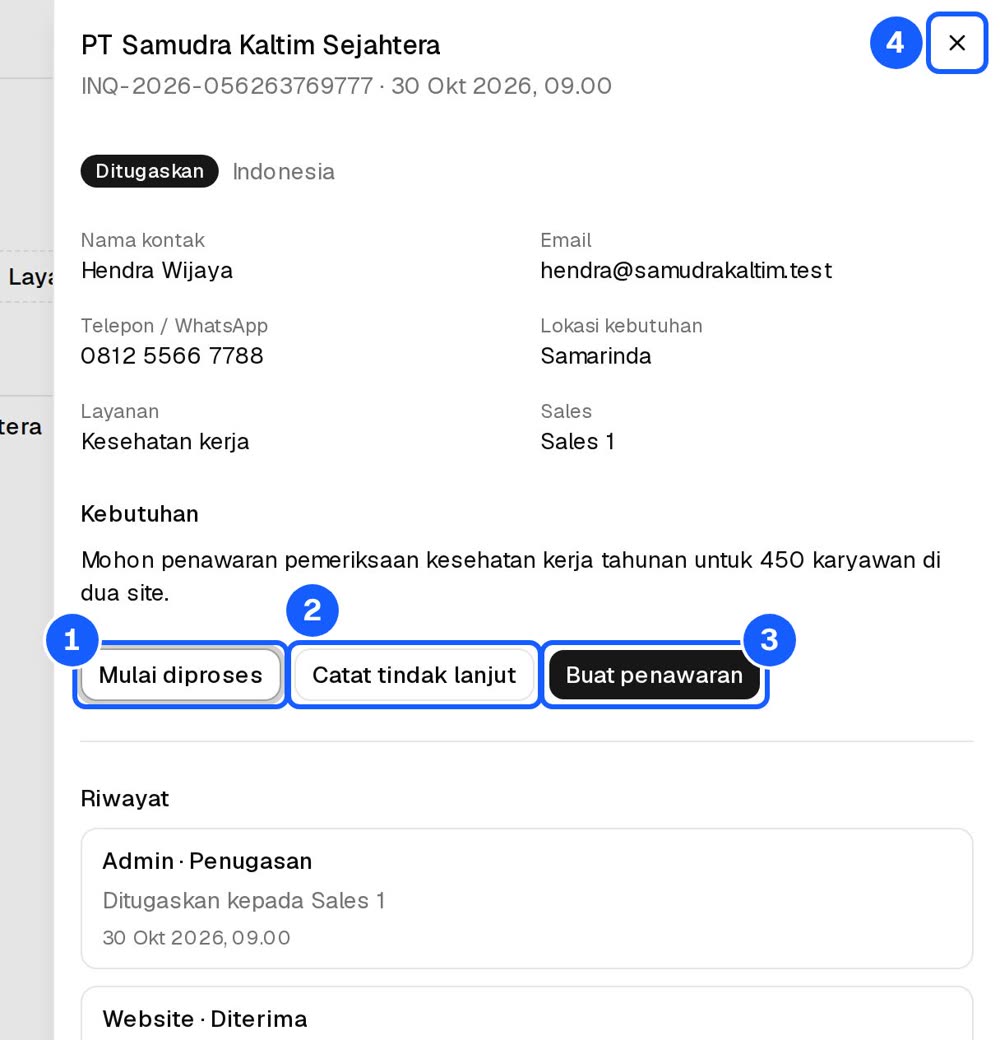 PT Samudra Kaltim Sejahtera
4
INQ-2026-056263769777 · 30 Okt 2026, 09.00
Ditugaskan Indonesia
Nama kontak
Hendra Wijaya
Email
hendra@samudrakaltim.test
Laya
Telepon / WhatsApp
0812 5566 7788
Lokasi kebutuhan
Samarinda
Layanan
Kesehatan kerja
Sales
Sales 1
tera
Kebutuhan
Mohon penawaran pemeriksaan kesehatan kerja tahunan untuk 450 karyawan di
dua site.
1 Mulai diproses
2 Catat tindak lanjut
3 Buat penawaran
Riwayat
Admin · Penugasan
Ditugaskan kepada Sales 1
30 Okt 2026, 09.00
Website · Diterima